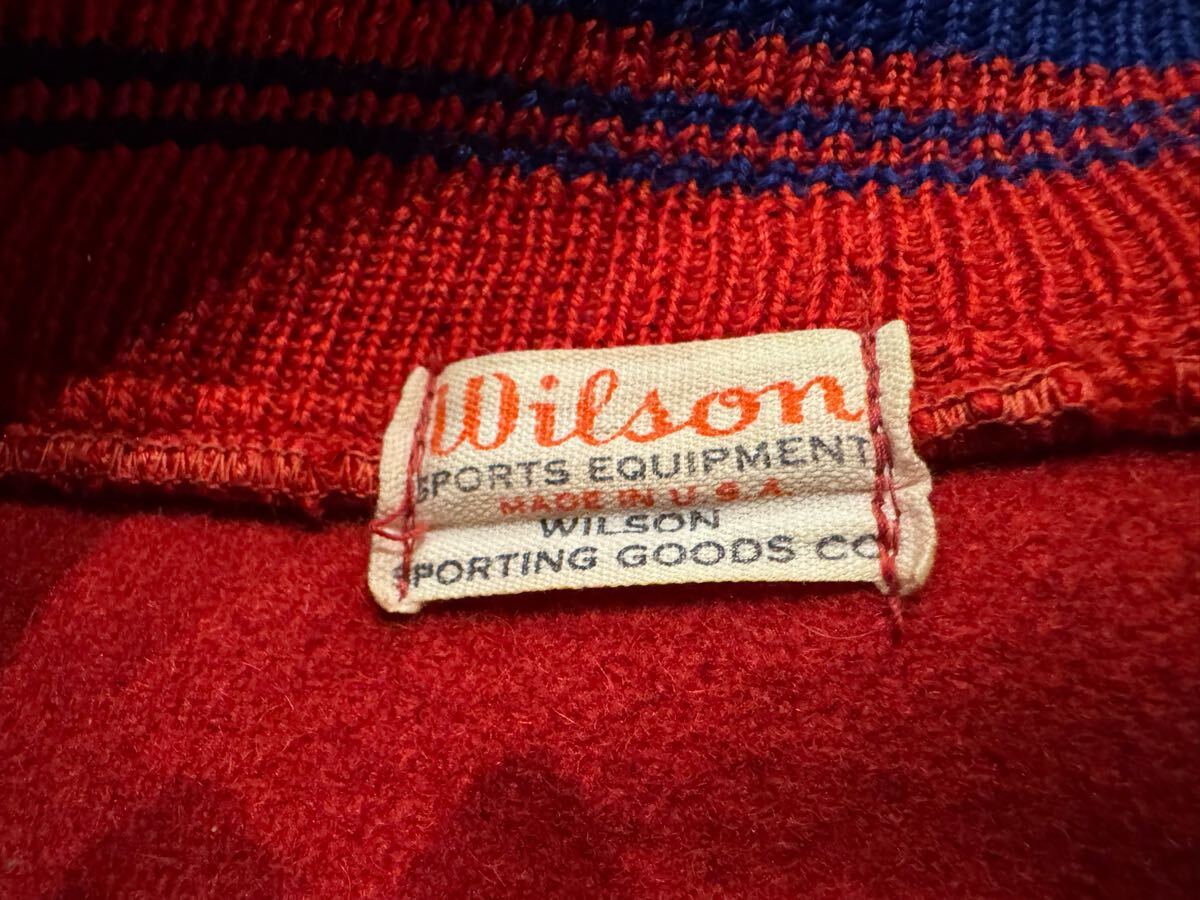 Wilson
SPORTS EQUIPMENT
MADE IN U.S.A.
WILSON
SPORTING GOODS CO